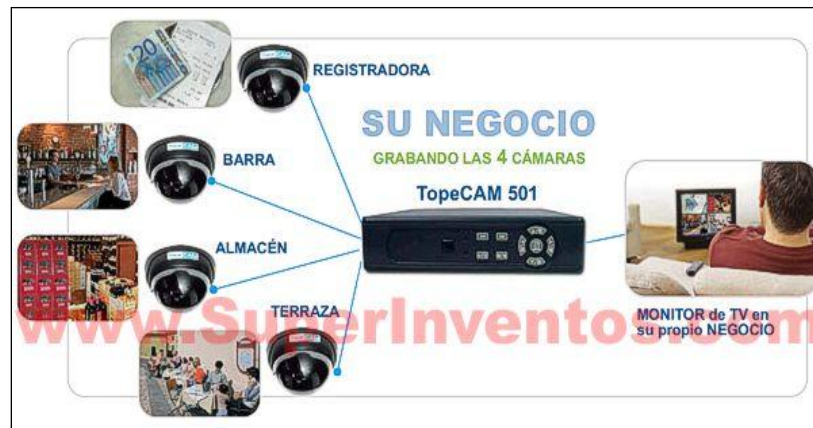 20
REGISTRADORA
SU NEGOCIO
GRABANDO LAS 4 CÁMARAS
BARRA
TopeCAM 501
ALMACÉN
TERRAZA
www.SuperInventos.com
MONITOR de TV en
su propio NEGOCIO